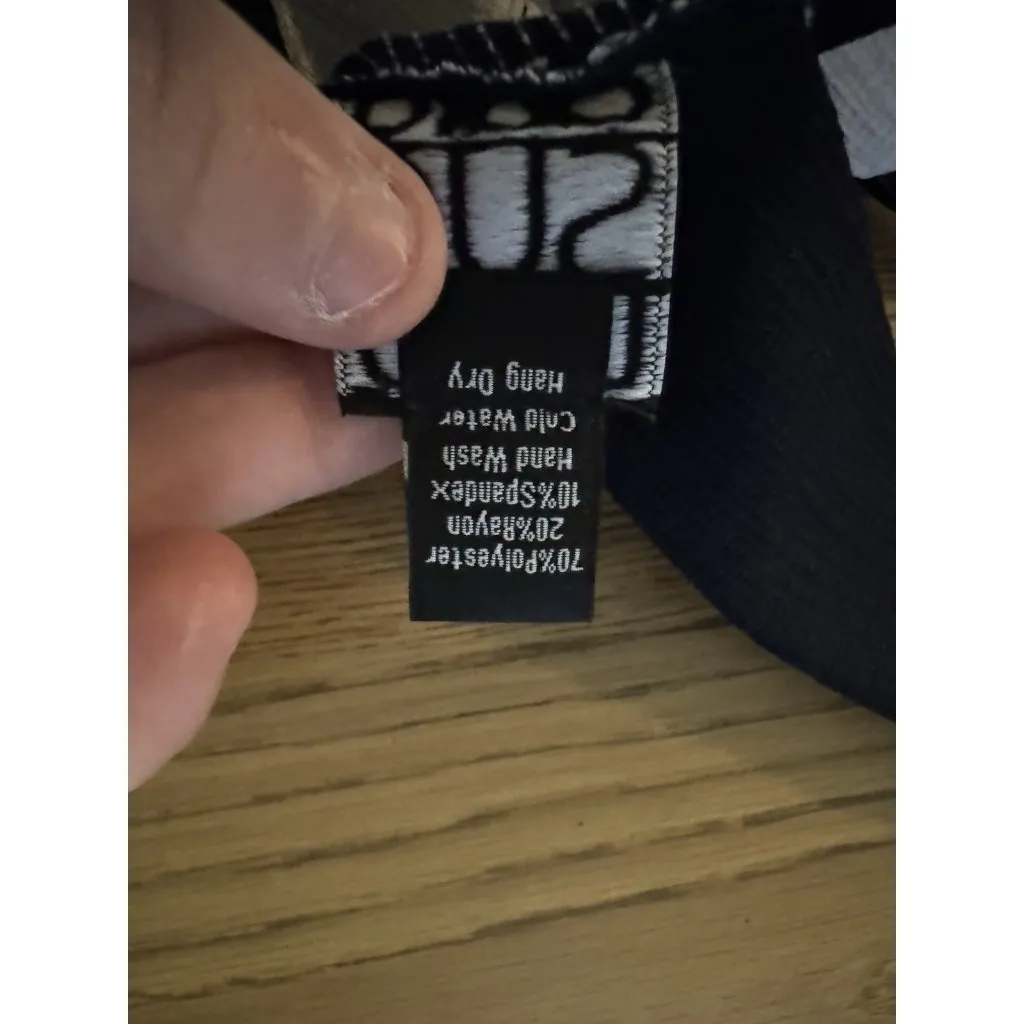 70%Polyester
20%Rayon
10%Spandex
Hand Wash
Cold Water
Hang Dry